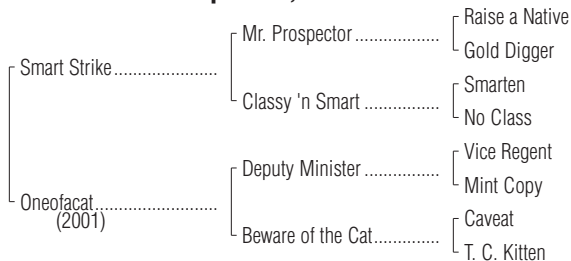 Raise a Native
Mr. Prospector ..................
Gold Digger
Smart Strike......................
Smarten
Classy 'n Smart ................
No Class
Vice Regent
Deputy Minister ................
Mint Copy
Oneofacat..........................
(2001)
Caveat
Beware of the Cat..............
T. C. Kitten